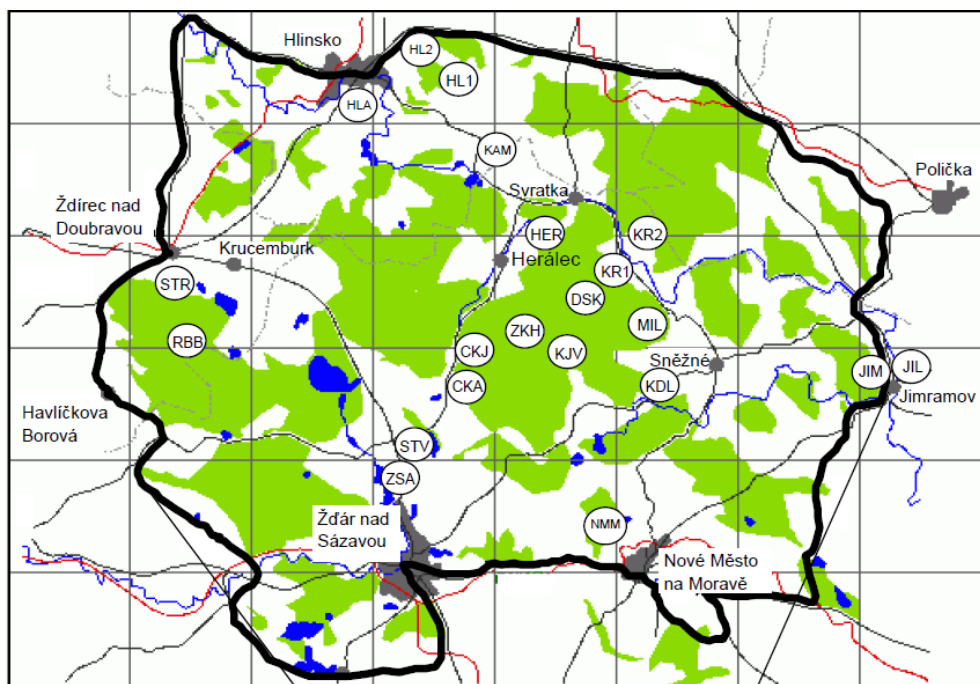 Hlinsko
HL2
HL1
HLA
KAM
Polička
Svratka
Ždírec nad
Doubravou
HER
KR2
Krucemburk
Herálec
KR1
STR
DSK
ZKH
MIL
RBB
CKJ
KJV
Sněžné
JIM
JIL
CKA
KDL
Jimramov
Havlíčkova
Borová
STV
ZSA
Žďár nad
Sázavou
NMM
Nové Město
na Moravě